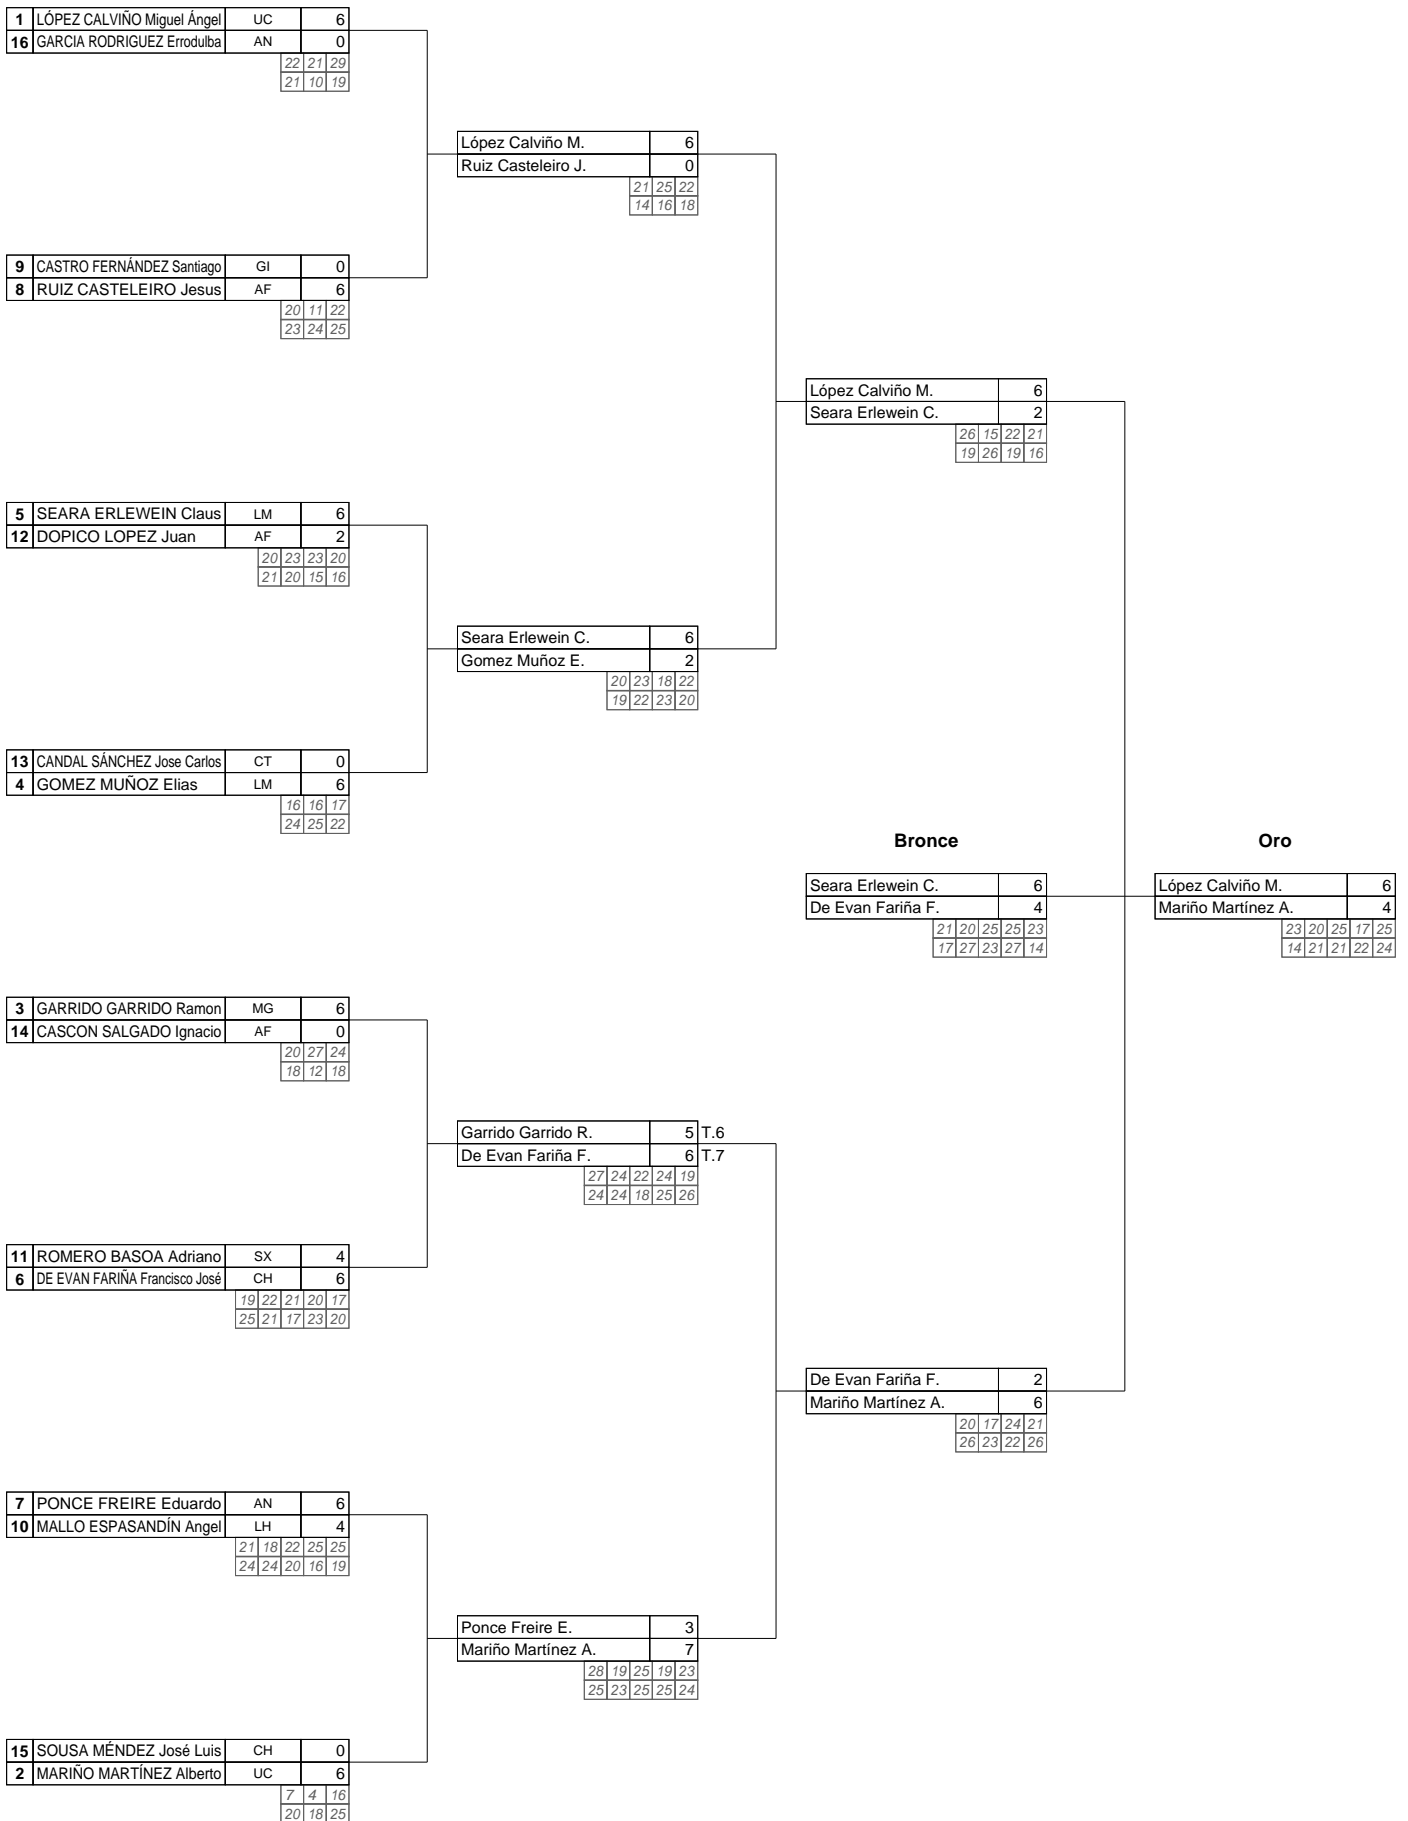 1 LÓPEZ CALVIÑO Miguel Ángel UC 6
16 GARCIA RODRIGUEZ Errodulba AN 0
22 21 29
21 10 19
López Calviño M. 6
Ruiz Casteleiro J. 0
21 25 22
14 16 18
9 CASTRO FERNÁNDEZ Santiago GI 0
8 RUIZ CASTELEIRO Jesus AF 6
20 11 22
23 24 25
López Calviño M. 6
Seara Erlewein C. 2
26 15 22 21
19 26 19 16
5 SEARA ERLEWEIN Claus LM 6
12 DOPICO LOPEZ Juan AF 2
20 23 23 20
21 20 15 16
Seara Erlewein C. 6
Gomez Muñoz E. 2
20 23 18 22
19 22 23 20
13 CANDAL SÁNCHEZ Jose Carlos CT 0
4 GOMEZ MUÑOZ Elias LM 6
16 16 17
24 25 22
Bronce Oro
Seara Erlewein C. 6 López Calviño M. 6
De Evan Fariña F. 4 Mariño Martínez A. 4
21 20 25 25 23 23 20 25 17 25
17 27 23 27 14 14 21 21 22 24
3 GARRIDO GARRIDO Ramon MG 6
14 CASCON SALGADO Ignacio AF 0
20 27 24
18 12 18
Garrido Garrido R. 5 T.6
De Evan Fariña F. 6 T.7
27 24 22 24 19
24 24 18 25 26
11 ROMERO BASOA Adriano SX 4
6 DE EVAN FARIÑA Francisco José CH 6
19 22 21 20 17
25 21 17 23 20
De Evan Fariña F. 2
Mariño Martínez A. 6
20 17 24 21
26 23 22 26
7 PONCE FREIRE Eduardo AN 6
10 MALLO ESPASANDÍN Angel LH 4
21 18 22 25 25
24 24 20 16 19
Ponce Freire E. 3
Mariño Martínez A. 7
28 19 25 19 23
25 23 25 25 24
15 SOUSA MÉNDEZ José Luis CH 0
2 MARIÑO MARTÍNEZ Alberto UC 6
7 4 16
20 18 25